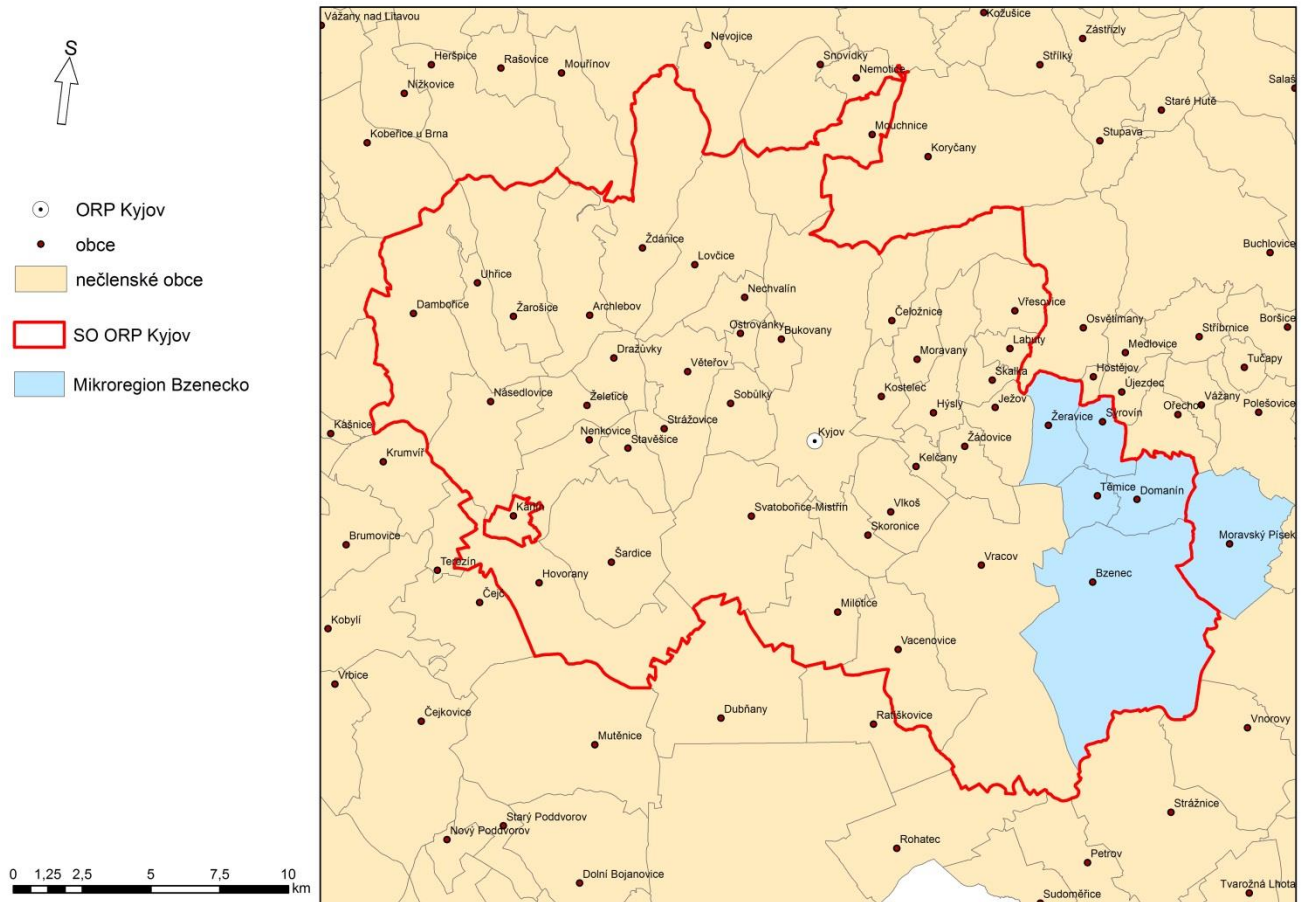 S
ORP Kyjov
obce
nečlenské obce
SO ORP Kyjov
Mikroregion Bzenecko
0 1,25 2,5 5 7,5 10
km
Vážany nad Litavou
Kožušice
Zástřizly
Nevojice
Heršpice
Rašovice
Mouřínov
Snovídky
Nemotice
Střílky
Salaš
Nížkovice
Staré Hutě
Kobeřice u Brna
Mouchnice
Koryčany
Stupava
Ždánice
Lovčice
Buchlovice
Uhřice
Nechvalín
Dambořice
Žarošice
Archlebov
Čeložnice
Vřesovice
Osvětimany
Boršice
Ostrovánky
Bukovany
Stříbrnice
Labuty
Medlovice
Dražůvky
Moravany
Tučapy
Věteřov
Skalka
Hostějov
Újezdec
Násedlovice
Želetice
Sobůlky
Kostelec
Hýsly
Ježov
Vážany
Ořecho
Polešovice
Žeravice
Syrovín
Kášnice
Strážovice
Nenkovice
Stavěšice
Kyjov
Žádovice
Krumvíř
Kelčany
Těmice
Domanín
Karlín
Svatobořice-Mistřín
Vlkoš
Skoronice
Brumovice
Moravský Písek
Šardice
Vracov
Terezín
Hovorany
Bzenec
Čejč
Milotice
Kobylí
Vacenovice
Vrbice
Čejkovice
Dubňany
Ratíškovice
Vnorovy
Mutěnice
Strážnice
Starý Poddvorov
Nový Poddvorov
Rohatec
Petrov
Dolní Bojanovice
Sudoměřice
Tvarožná Lhota